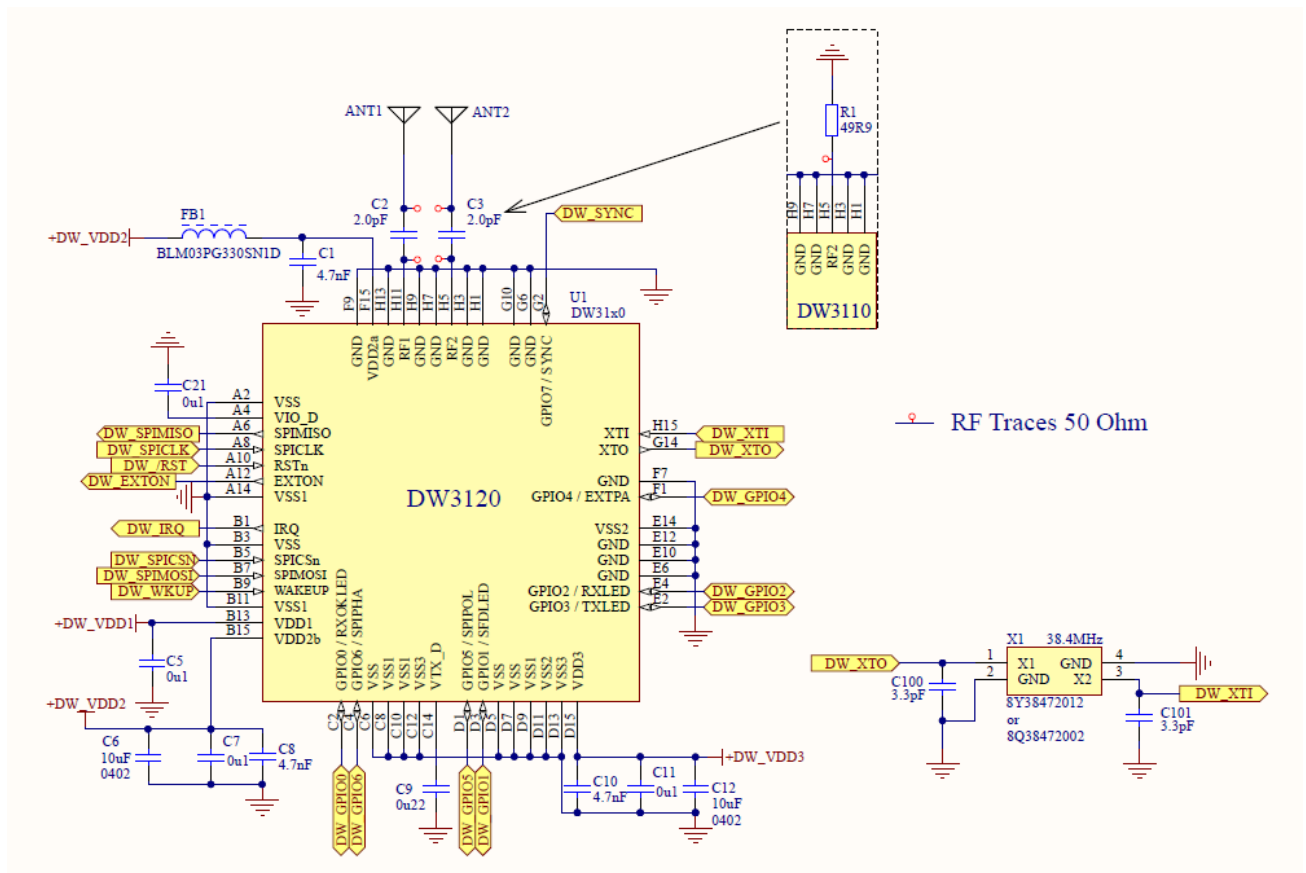 ANT1
ANT2
R1
49R9
C2
2.0pF
C3
2.0pF
DW_SYNC
FB1
BLM03PG330SN1D
+DW_VDD2
C1
4.7nF
H9
H7
H5
H3
H1
GND
GND
RF2
GND
GND
DW3110
F9
F15
H13
H11
H9
H7
H5
H3
H1
G10
G6
G2
U1
DW31x0
GND
VDD2a
GND
RF1
GND
GND
RF2
GND
GND
GND
GND
GPIO7 / SYNC
C21
0u1
A2 VSS
A4 VIO_D
DW_SPIMISO A6 SPIMISO
DW_SPICLK A8 SPICLK
DW_/RST A10 RSTn
DW_EXTON A12 EXTON
A14 VSS1
DW_IRQ B1 IRQ
B3 VSS
DW_SPICSN B5 SPICSn
DW_SPIMOSI B7 SPIMOSI
DW_WKUP B9 WAKEUP
B11 VSS1
+DW_VDD1 B13 VDD1
B15 VDD2b
DW3120
XTI H15 DW_XTI
XTO G14 DW_XTO
GND F7
GPIO4 / EXTPA F1 DW_GPIO4
VSS2 E14
GND E12
GND E10
GND E6
GPIO2 / RXLED E4 DW_GPIO2
GPIO3 / TXLED E2 DW_GPIO3
RF Traces 50 Ohm
GPIO0 / RXOKLED
GPIO6 / SPIPHA
VSS
VSS1
VSS1
VSS3
VTX_D
GPIO5 / SPIPOL
GPIO1 / SFDLED
VSS
VSS
VSS1
VSS2
VSS3
VDD3
C2
C4
C6
C8
C10
C12
C14
D1
D3
D5
D7
D9
D11
D13
D15
C5
0u1
+DW_VDD2
C6
10uF
0402
C7
0u1
C8
4.7nF
DW_GPIO0
DW_GPIO6
C9
0u22
DW_GPIO5
DW_GPIO1
+DW_VDD3
C10
4.7nF
C11
0u1
C12
10uF
0402
X1 38.4MHz
DW_XTO
1 X1 GND 4
2 GND X2 3
DW_XTI
C100
3.3pF
8Y38472012
or
8Q38472002
C101
3.3pF